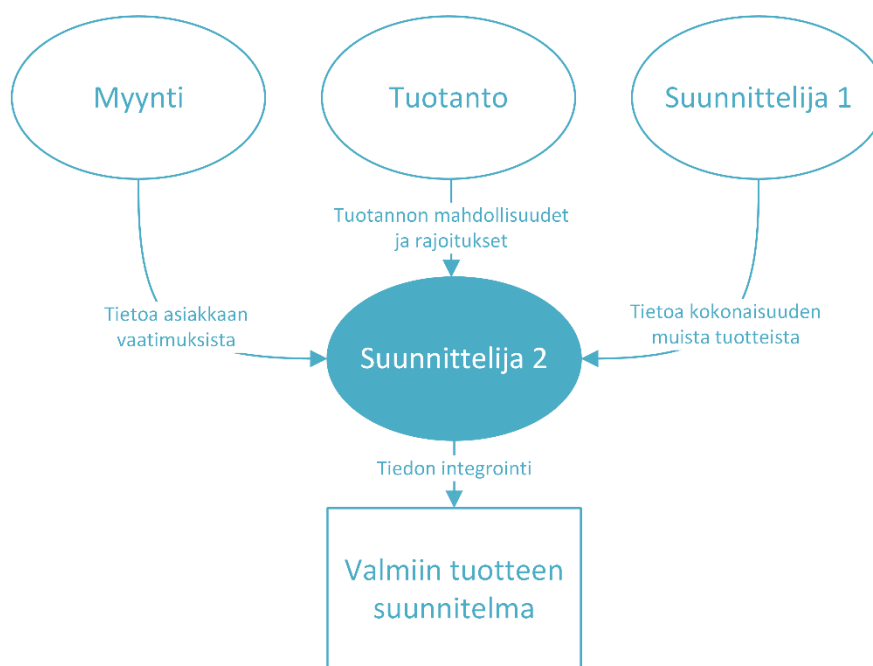 Myynti
Tuotanto
Suunnittelija 1
Tuotannon mahdollisuudet
ja rajoitukset
Tietoa asiakkaan
vaatimuksista
Tietoa kokonaisuuden
muista tuotteista
Suunnittelija 2
Tiedon integrointi
Valmiin tuotteen
suunnitelma